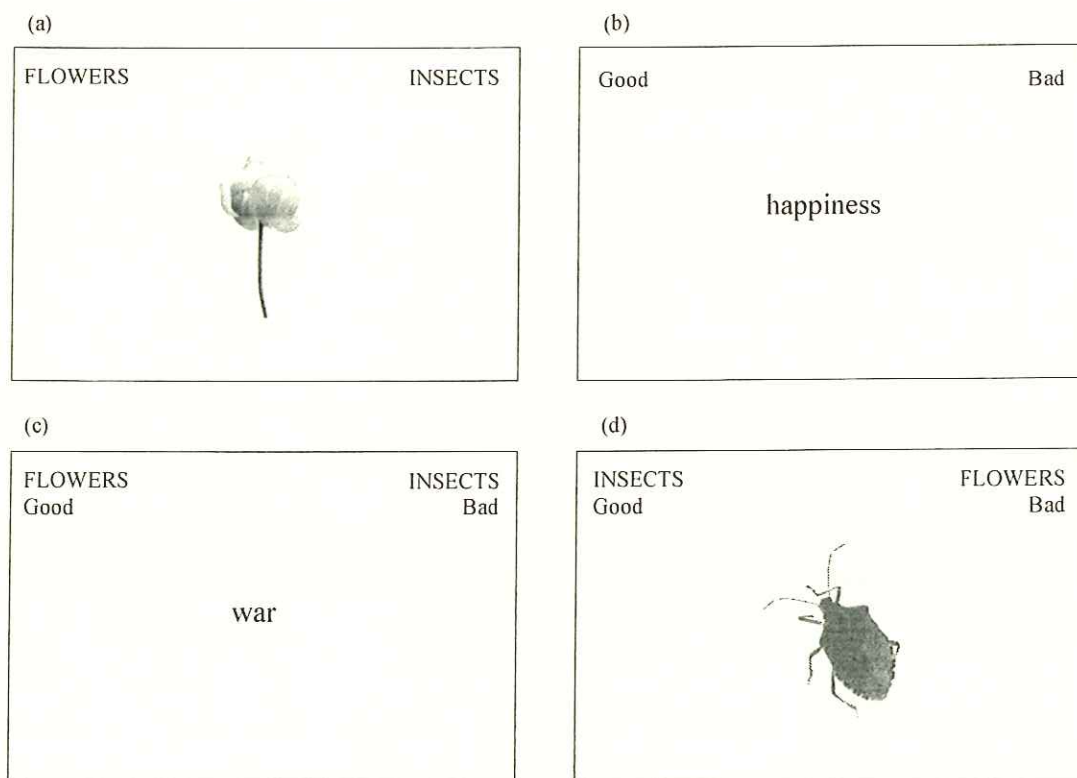 (a)
FLOWERS INSECTS
(b)
Good Bad
happiness
(c)
FLOWERS INSECTS
Good Bad
war
(d)
INSECTS FLOWERS
Good Bad